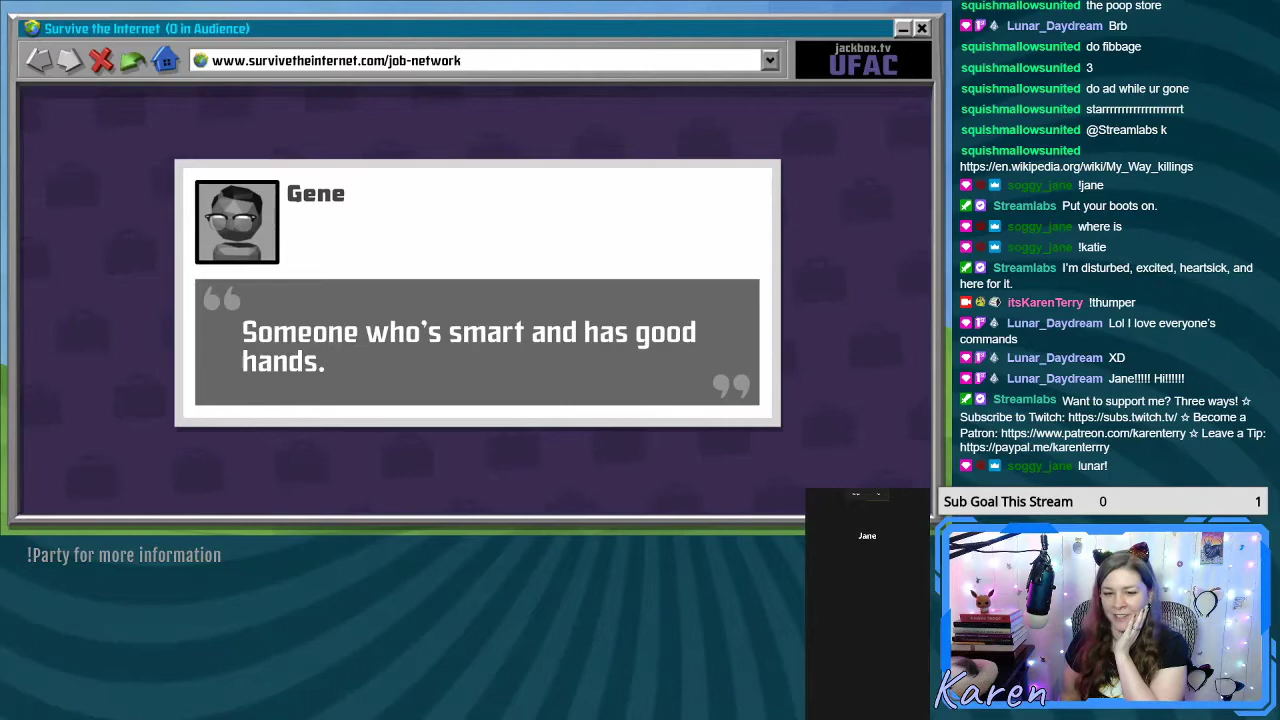 Survive the Internet (0 in Audience)
www.survivetheinternet.com/job-network
jackbox.tv
UFAC
Gene
Someone who's smart and has good
hands.
!Party for more information
Jane
the poop store
Lunar_Daydream Brb
squishmallowsunited do fibbage
squishmallowsunited 3
squishmallowsunited do ad while ur gone
squishmallowsunited starrrrrrrrrrrrrrrrrrt
squishmallowsunited @Streamlabs k
squishmallowsunited
https://en.wikipedia.org/wiki/My_Way_killings
soggy_jane !jane
Streamlabs Put your boots on.
soggy_jane where is
soggy_jane !katie
Streamlabs I'm disturbed, excited, heartsick, and
here for it.
itsKarenTerry !thumper
Lunar_Daydream Lol I love everyone's
commands
Lunar_Daydream XD
Lunar_Daydream Jane!!!!! Hi!!!!!!
Streamlabs Want to support me? Three ways! ☆
Subscribe to Twitch: https://subs.twitch.tv/ ☆ Become a
Patron: https://www.patreon.com/karenterry ☆ Leave a Tip:
https://paypal.me/karenterrry
soggy_jane lunar!
Sub Goal This Stream 0 1
Karen